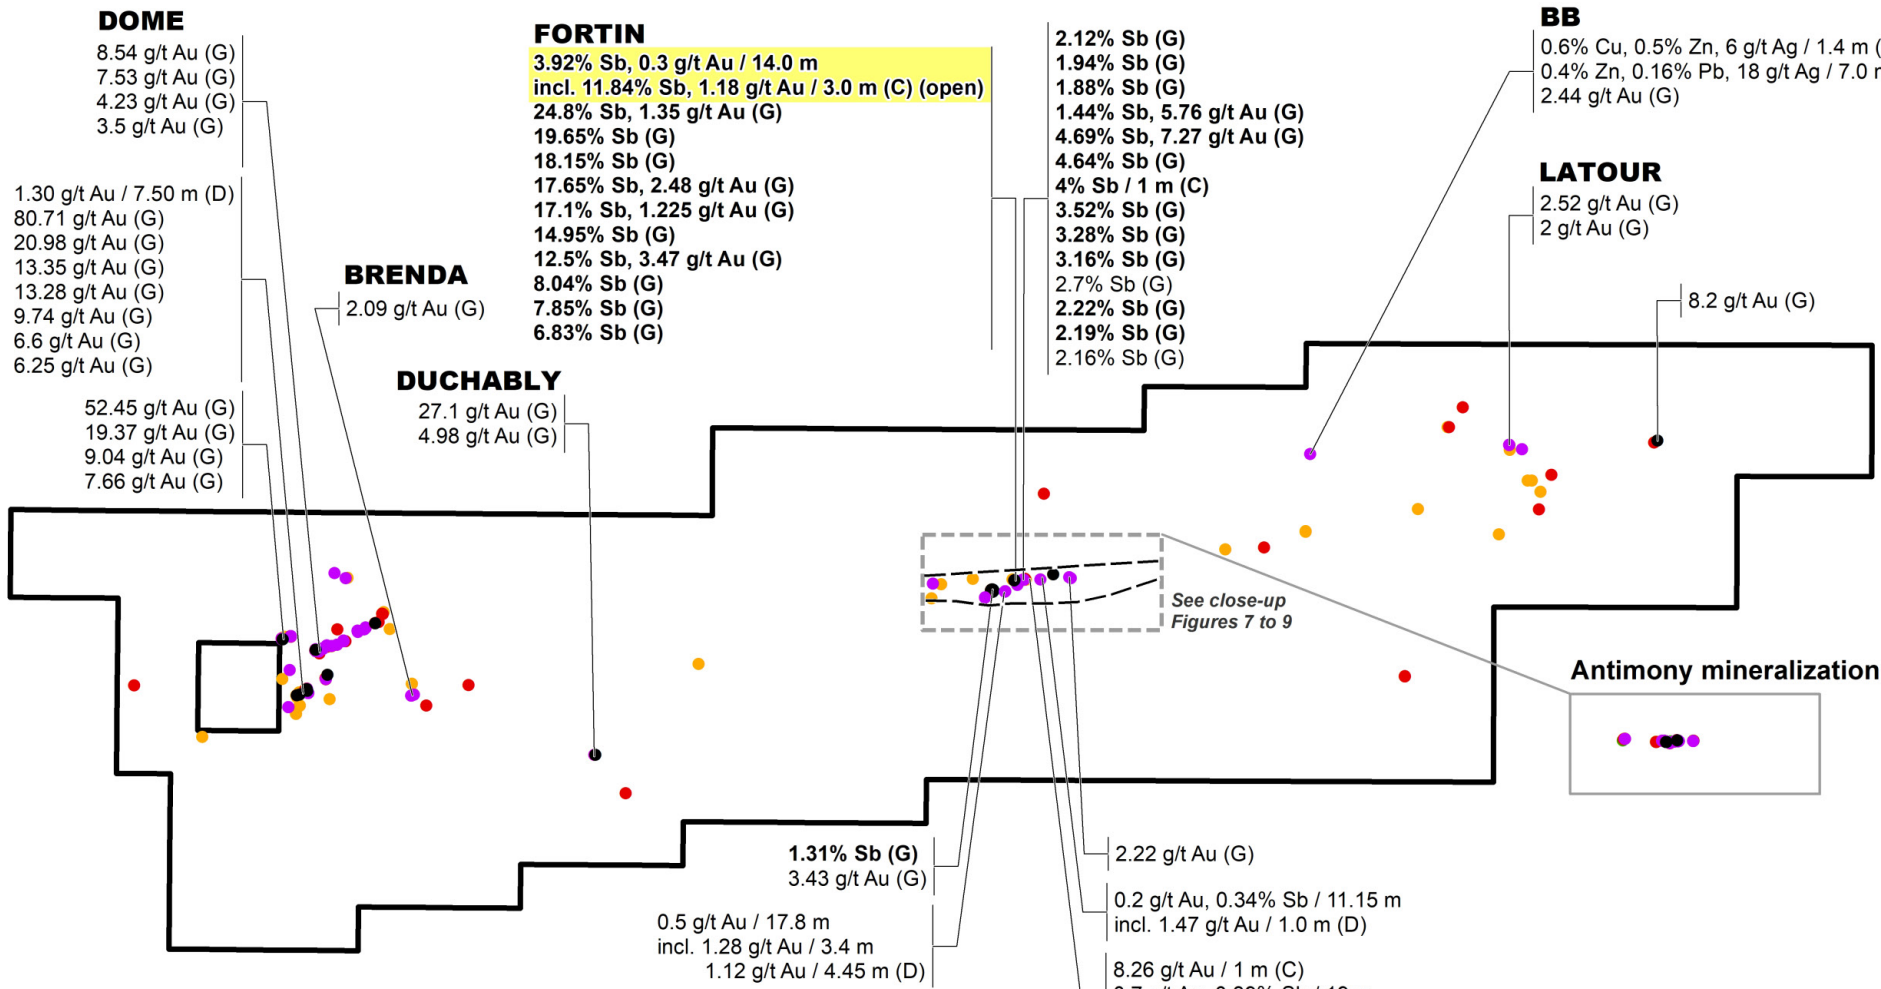 DOME
8.54 g/t Au (G)
7.53 g/t Au (G)
4.23 g/t Au (G)
3.5 g/t Au (G)
1.30 g/t Au / 7.50 m (D)
80.71 g/t Au (G)
20.98 g/t Au (G)
13.35 g/t Au (G)
13.28 g/t Au (G)
9.74 g/t Au (G)
6.6 g/t Au (G)
6.25 g/t Au (G)
52.45 g/t Au (G)
19.37 g/t Au (G)
9.04 g/t Au (G)
7.66 g/t Au (G)
BRENDA
2.09 g/t Au (G)
DUCHABLY
27.1 g/t Au (G)
4.98 g/t Au (G)
FORTIN
3.92% Sb, 0.3 g/t Au / 14.0 m
incl. 11.84% Sb, 1.18 g/t Au / 3.0 m (C) (open)
24.8% Sb, 1.35 g/t Au (G)
19.65% Sb (G)
18.15% Sb (G)
17.65% Sb, 2.48 g/t Au (G)
17.1% Sb, 1.225 g/t Au (G)
14.95% Sb (G)
12.5% Sb, 3.47 g/t Au (G)
8.04% Sb (G)
7.85% Sb (G)
6.83% Sb (G)
2.12% Sb (G)
1.94% Sb (G)
1.88% Sb (G)
1.44% Sb, 5.76 g/t Au (G)
4.69% Sb, 7.27 g/t Au (G)
4.64% Sb (G)
4% Sb / 1 m (C)
3.52% Sb (G)
3.28% Sb (G)
3.16% Sb (G)
2.7% Sb (G)
2.22% Sb (G)
2.19% Sb (G)
2.16% Sb (G)
BB
0.6% Cu, 0.5% Zn, 6 g/t Ag / 1.4 m (
0.4% Zn, 0.16% Pb, 18 g/t Ag / 7.0 m
2.44 g/t Au (G)
LATOUR
2.52 g/t Au (G)
2 g/t Au (G)
8.2 g/t Au (G)
See close-up
Figures 7 to 9
Antimony mineralization
1.31% Sb (G)
3.43 g/t Au (G)
0.5 g/t Au / 17.8 m
incl. 1.28 g/t Au / 3.4 m
1.12 g/t Au / 4.45 m (D)
2.22 g/t Au (G)
0.2 g/t Au, 0.34% Sb / 11.15 m
incl. 1.47 g/t Au / 1.0 m (D)
8.26 g/t Au / 1 m (C)